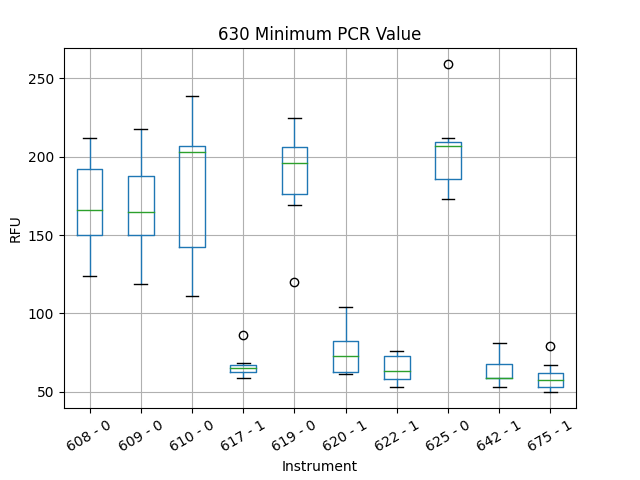 630 Minimum PCR Value
250
200
150
100
50
RFU
608 - 0
609 - 0
610 - 0
617 - 1
619 - 0
620 - 1
622 - 1
625 - 0
642 - 1
675 - 1
Instrument